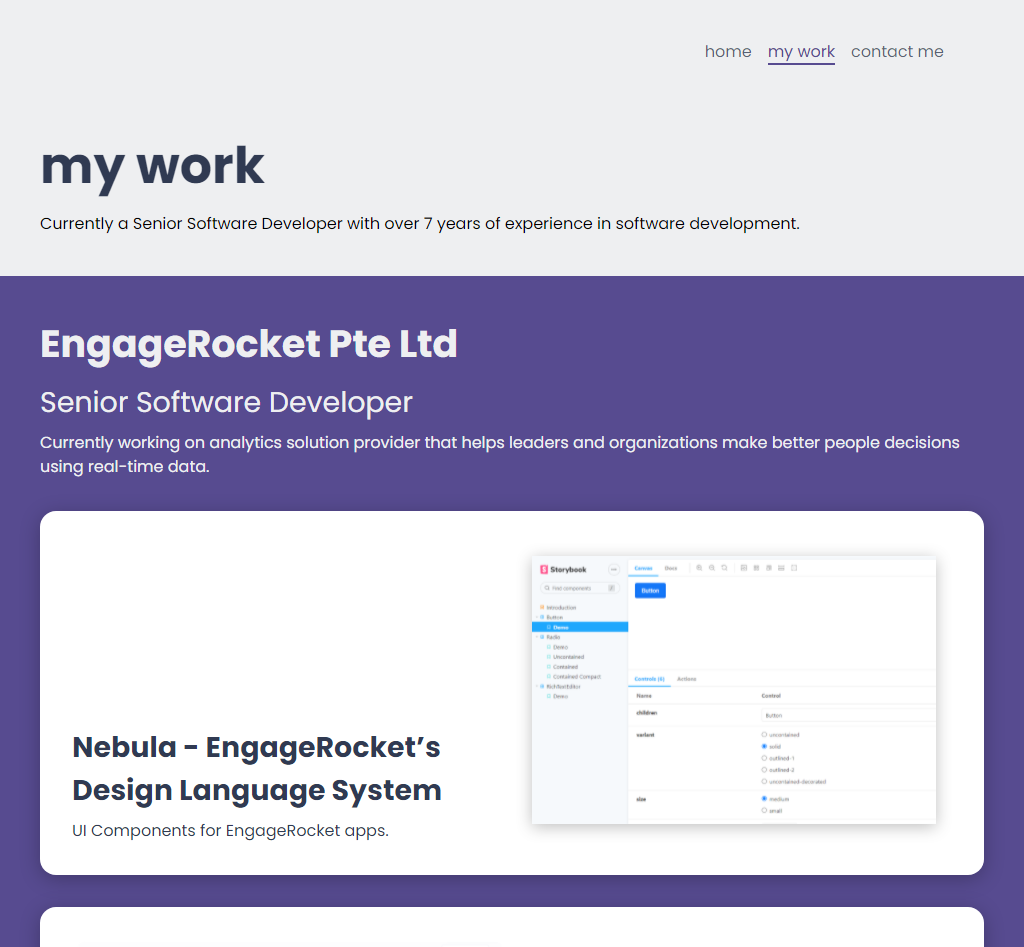 home my work contact me
my work
Currently a Senior Software Developer with over 7 years of experience in software development.
EngageRocket Pte Ltd
Senior Software Developer
Currently working on analytics solution provider that helps leaders and organizations make better people decisions
using real-time data.
Nebula - EngageRocket’s
Design Language System
UI Components for EngageRocket apps.
Storybook
Find components
Introduction
Button
Demo
Radio
Demo
Uncontained
Contained
Contained Compact
RichTextEditor
Demo
Canvas Docs
Button
Controls (6) Actions
Name Control
children Button
variant uncontained
solid
outlined-1
outlined-2
uncontained-decorated
size medium
small